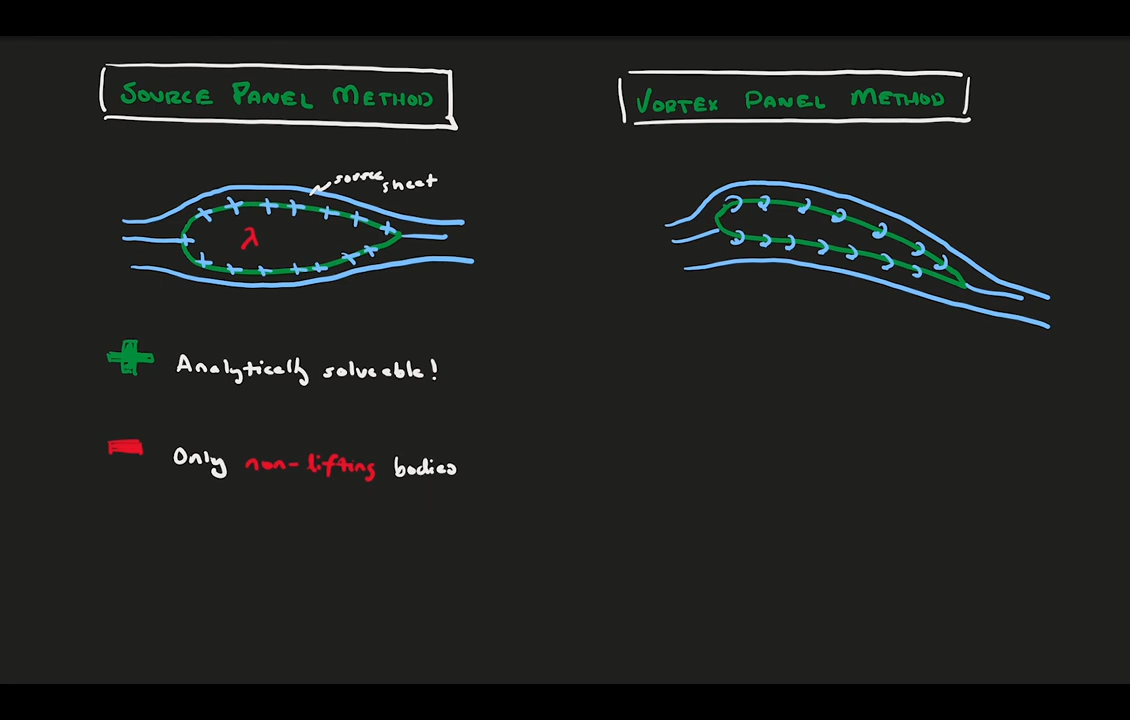 SOURCE PANEL METHOD
VORTEX PANEL METHOD
source sheet
λ
Analytically solveable!
Only non-lifting bodies